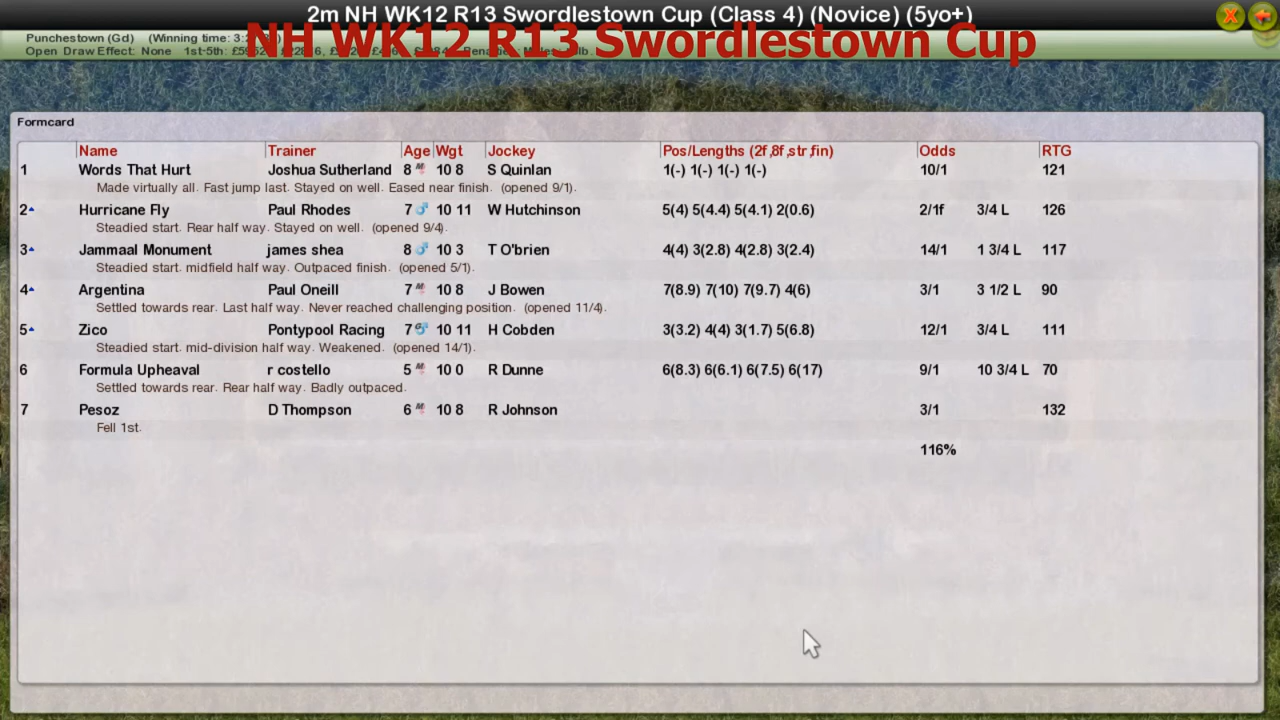 2m NH WK12 R13 Swordlestown Cup (Class 4) (Novice) (5yo+)
NH WK12 R13 Swordlestown Cup
Punchestown (Gd) (Winning time:
Open Draw Effect: None 1st-5th:
Formcard
Name Trainer Age Wgt Jockey Pos/Lengths (2f,8f,str,fin) Odds RTG
1 Words That Hurt Joshua Sutherland 8 10 8 S Quinlan 1(-) 1(-) 1(-) 1(-) 10/1 121
Made virtually all. Fast jump last. Stayed on well. Eased near finish. (opened 9/1).
2 Hurricane Fly Paul Rhodes 7 10 11 W Hutchinson 5(4) 5(4.4) 5(4.1) 2(0.6) 2/1f 3/4 L 126
Steadied start. Rear half way. Stayed on well. (opened 9/4).
3 Jammaal Monument james shea 8 10 3 T O'brien 4(4) 3(2.8) 4(2.8) 3(2.4) 14/1 1 3/4 L 117
Steadied start. midfield half way. Outpaced finish. (opened 5/1).
4 Argentina Paul Oneill 7 10 8 J Bowen 7(8.9) 7(10) 7(9.7) 4(6) 3/1 3 1/2 L 90
Settled towards rear. Last half way. Never reached challenging position. (opened 11/4).
5 Zico Pontypool Racing 7 10 11 H Cobden 3(3.2) 4(4) 3(1.7) 5(6.8) 12/1 3/4 L 111
Steadied start. mid-division half way. Weakened. (opened 14/1).
6 Formula Upheaval r costello 5 10 0 R Dunne 6(8.3) 6(6.1) 6(7.5) 6(17) 9/1 10 3/4 L 70
Settled towards rear. Rear half way. Badly outpaced.
7 Pesoz D Thompson 6 10 8 R Johnson 3/1 132
Fell 1st.
116%